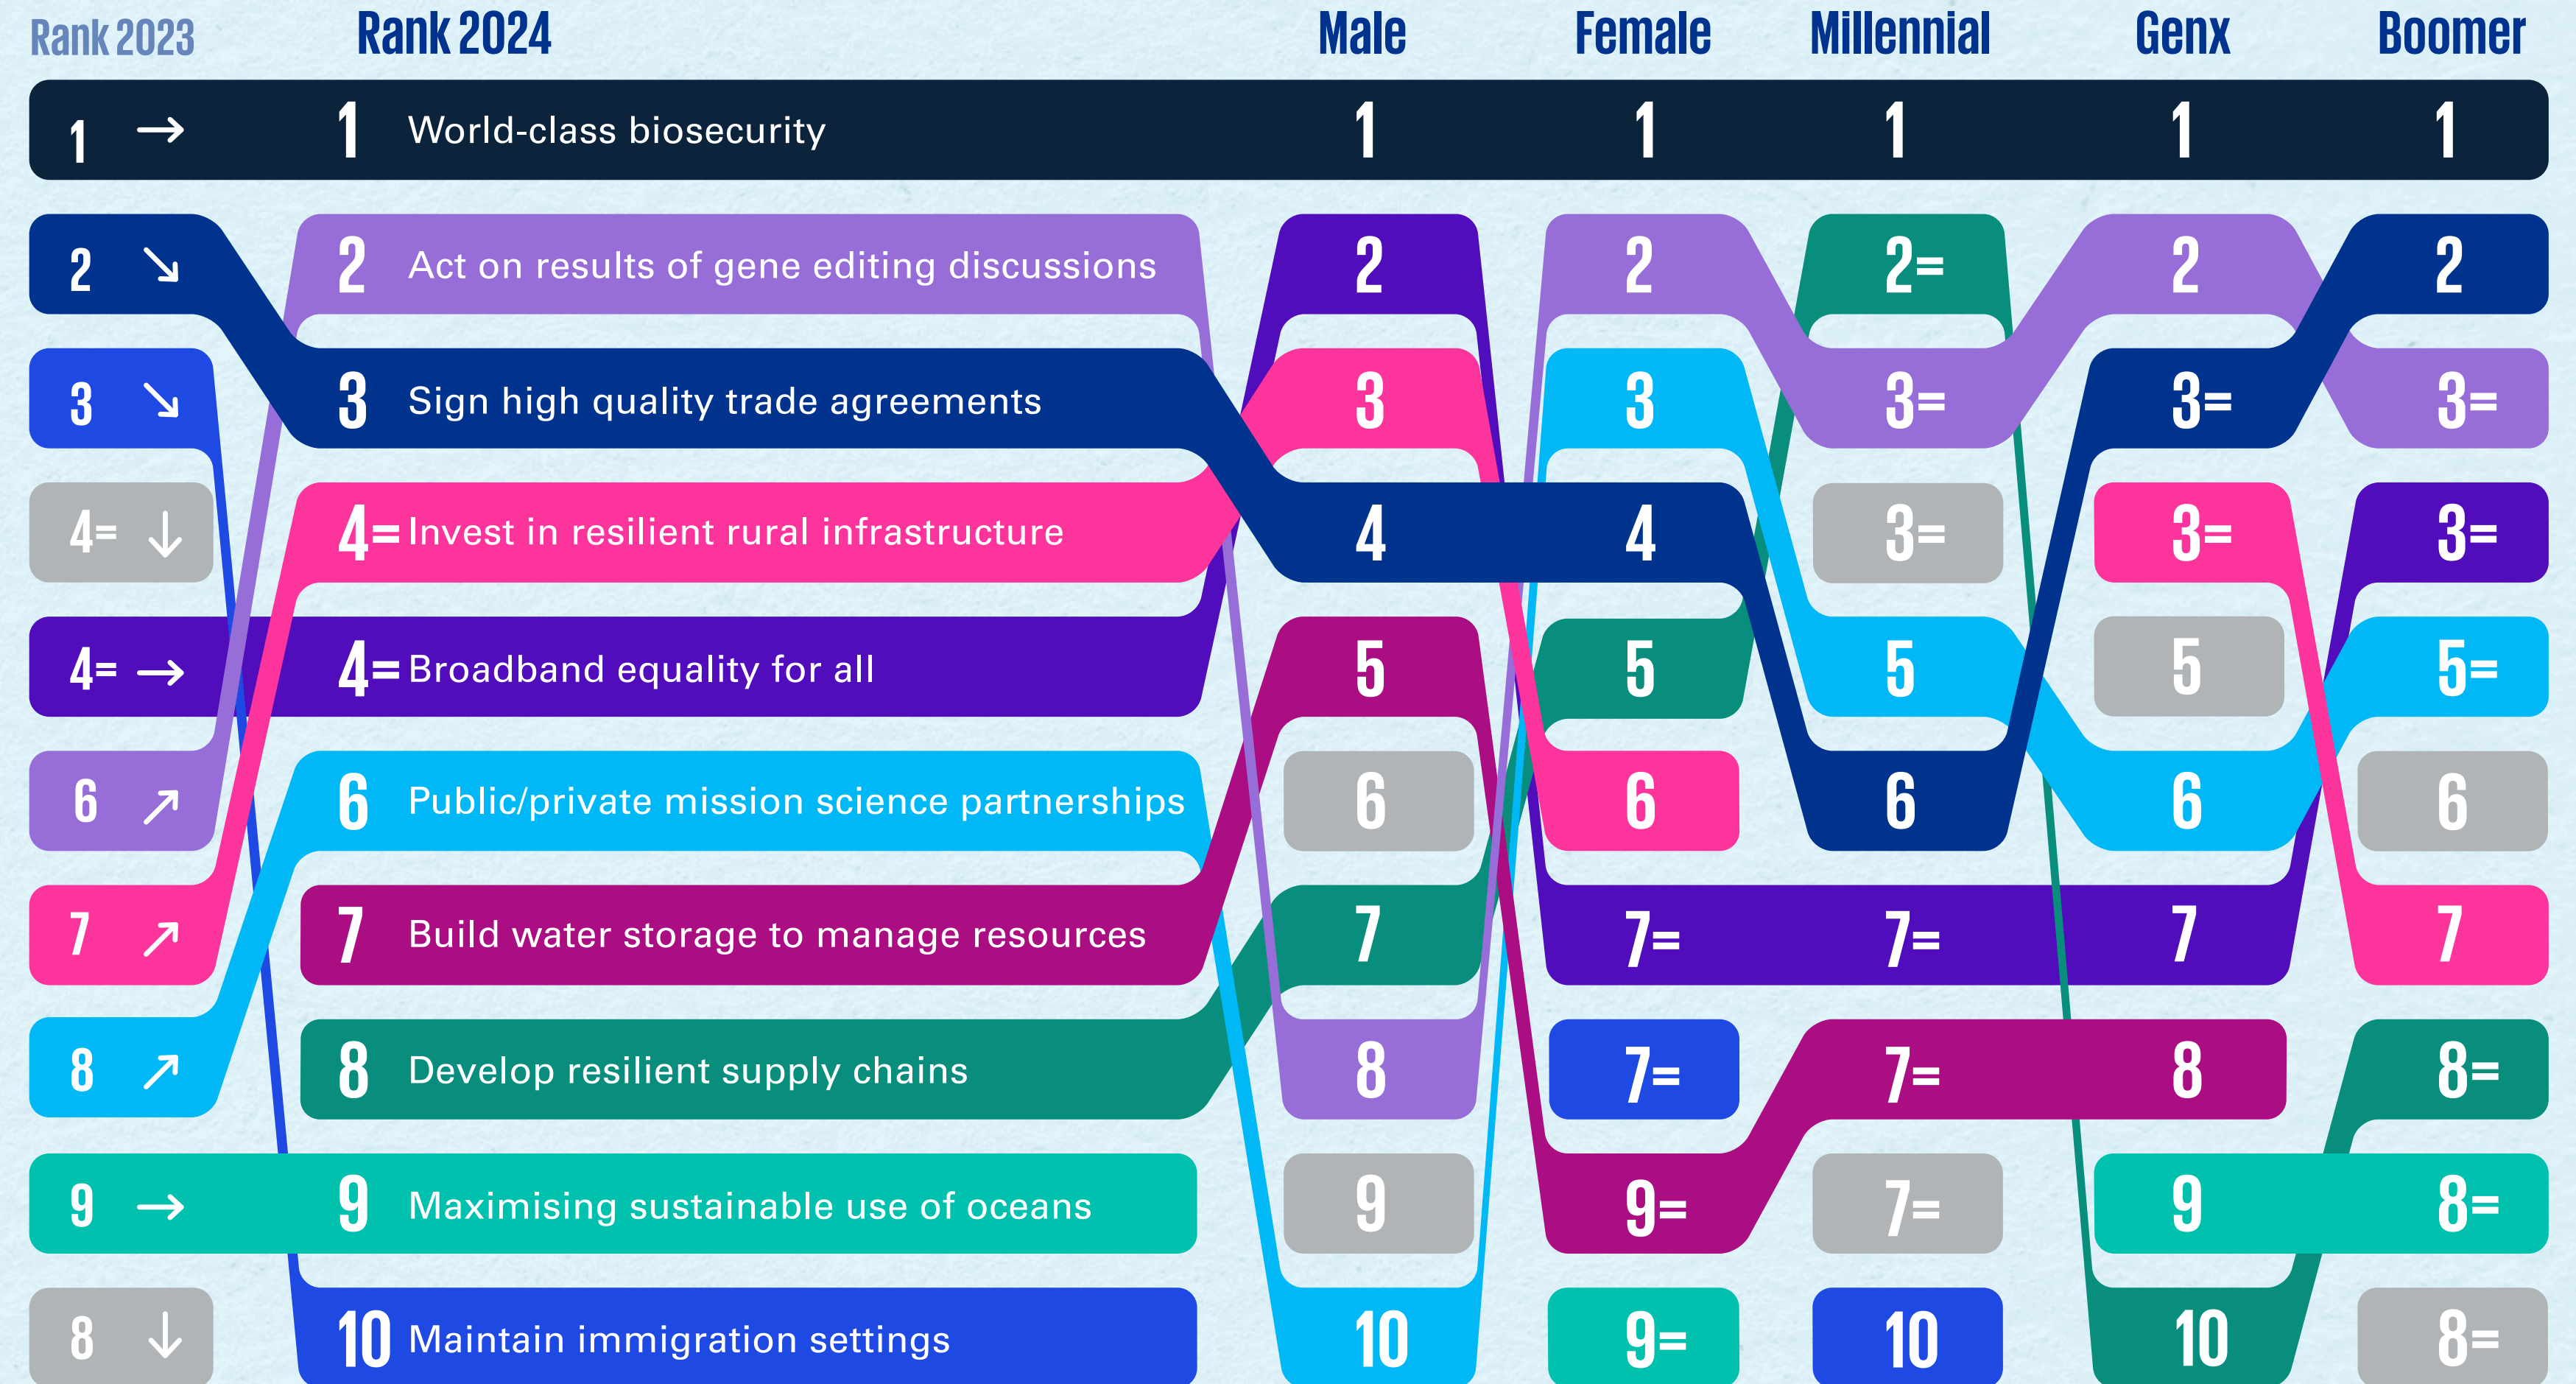 Rank 2023 Rank 2024 Male Female Millennial Genx Boomer
1 → 1 World-class biosecurity 1 1 1 1 1
2 ↘ 2 Act on results of gene editing discussions 2 2 2= 2 2
3 ↘ 3 Sign high quality trade agreements 3 3 3= 3= 3=
4= ↓ 4= Invest in resilient rural infrastructure 4 4 3= 3= 3=
4= → 4= Broadband equality for all 5 5 5 5 5=
6 ↗ 6 Public/private mission science partnerships 6 6 6 6 6
7 ↗ 7 Build water storage to manage resources 7 7= 7= 7 7
8 ↗ 8 Develop resilient supply chains 8 7= 7= 8 8=
9 → 9 Maximising sustainable use of oceans 9 9= 7= 9 8=
8 ↓ 10 Maintain immigration settings 10 9= 10 10 8=